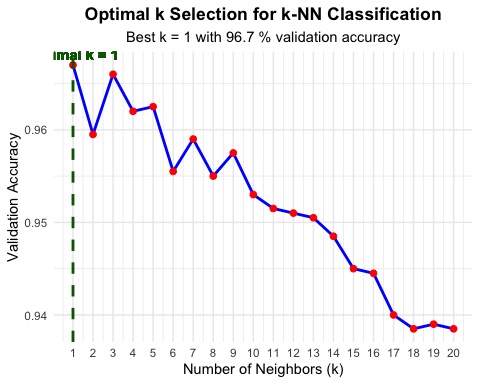 Optimal k Selection for k-NN Classification
Best k = 1 with 96.7 % validation accuracy
imal k = 1
0.96
0.95
0.94
Validation Accuracy
1 2 3 4 5 6 7 8 9 10 11 12 13 14 15 16 17 18 19 20
Number of Neighbors (k)